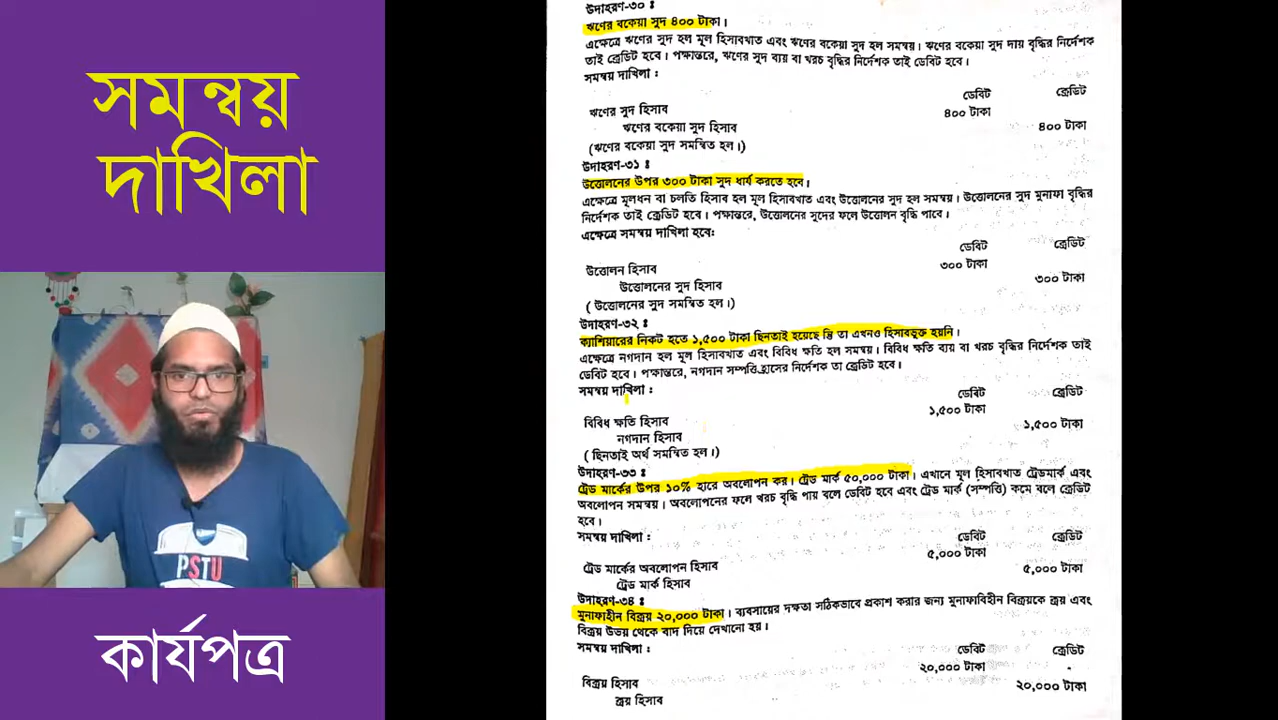 সমন্বয়
দাখিলা
PSTU
কার্যপত্র
উদাহরণ-৩০ :
ঋণের বকেয়া সুদ ৪০০ টাকা।
এক্ষেত্রে ঋণের সুদ হল মূল হিসাবখাত এবং ঋণের বকেয়া সুদ হল সমন্বয়। ঋণের বকেয়া সুদ দায় বৃদ্ধির নির্দেশক
তাই ক্রেডিট হবে। পক্ষান্তরে, ঋণের সুদ ব্যয় বা খরচ বৃদ্ধির নির্দেশক তাই ডেবিট হবে।
সমন্বয় দাখিলা :
ডেবিট ক্রেডিট
ঋণের সুদ হিসাব ৪০০ টাকা
ঋণের বকেয়া সুদ হিসাব ৪০০ টাকা
(ঋণের বকেয়া সুদ সমন্বিত হল।)
উদাহরণ-৩১ :
উত্তোলনের উপর ৩০০ টাকা সুদ ধার্য করতে হবে।
এক্ষেত্রে মূলধন বা চলতি হিসাব হল মূল হিসাবখাত এবং উত্তোলনের সুদ হল সমন্বয়। উত্তোলনের সুদ মুনাফা বৃদ্ধির
নির্দেশক তাই ক্রেডিট হবে। পক্ষান্তরে, উত্তোলনের সুদের ফলে উত্তোলন বৃদ্ধি পাবে।
এক্ষেত্রে সমন্বয় দাখিলা হবে:
ডেবিট ক্রেডিট
উত্তোলন হিসাব ৩০০ টাকা
উত্তোলনের সুদ হিসাব ৩০০ টাকা
( উত্তোলনের সুদ সমন্বিত হল।)
উদাহরণ-৩২ :
ক্যাশিয়ারের নিকট হতে ১,৫০০ টাকা ছিনতাই হয়েছে ন্তি তা এখনও হিসাবভুক্ত হয়নি।
এক্ষেত্রে নগদান হল মূল হিসাবখাত এবং বিবিধ ক্ষতি হল সমন্বয়। বিবিধ ক্ষতি ব্যয় বা খরচ বৃদ্ধির নির্দেশক তাই
ডেবিট হবে। পক্ষান্তরে, নগদান সম্পত্তি হ্রাসের নির্দেশক তা ক্রেডিট হবে।
সমন্বয় দাখিলা :
ডেবিট ক্রেডিট
বিবিধ ক্ষতি হিসাব ১,৫০০ টাকা
নগদান হিসাব ১,৫০০ টাকা
( ছিনতাই অর্থ সমন্বিত হল।)
উদাহরণ-৩৩ :
ট্রেড মার্কের উপর ১০% হারে অবলোপন কর। ট্রেড মার্ক ৫০,০০০ টাকা। এখানে মূল হিসাবখাত ট্রেডমার্ক এবং
অবলোপন সমন্বয়। অবলোপনের ফলে খরচ বৃদ্ধি পায় বলে ডেবিট হবে এবং ট্রেড মার্ক (সম্পত্তি) কমে বলে ক্রেডিট
হবে।
সমন্বয় দাখিলা : ডেবিট ক্রেডিট
ট্রেড মার্কের অবলোপন হিসাব ৫,০০০ টাকা
ট্রেড মার্ক হিসাব ৫,০০০ টাকা
উদাহরণ-৩৪ :
মুনাফাহীন বিক্রয় ২০,০০০ টাকা। ব্যবসায়ের দক্ষতা সঠিকভাবে প্রকাশ করার জন্য মুনাফাবিহীন বিক্রয়কে ক্রয় এবং
বিক্রয় উভয় থেকে বাদ দিয়ে দেখানো হয়।
সমন্বয় দাখিলা :
ডেবিট ক্রেডিট
বিক্রয় হিসাব ২০,০০০ টাকা
ক্রয় হিসাব ২০,০০০ টাকা